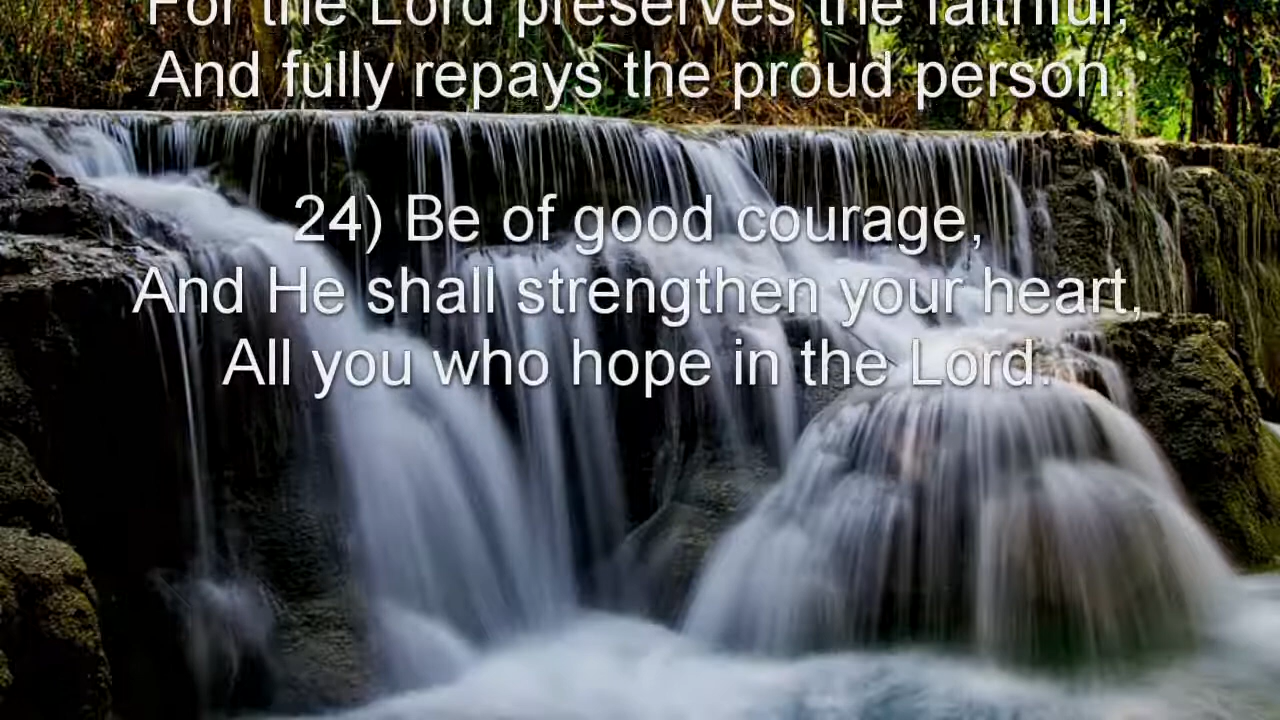 For the Lord preserves the faithful,
And fully repays the proud person.
24) Be of good courage,
And He shall strengthen your heart,
All you who hope in the Lord.